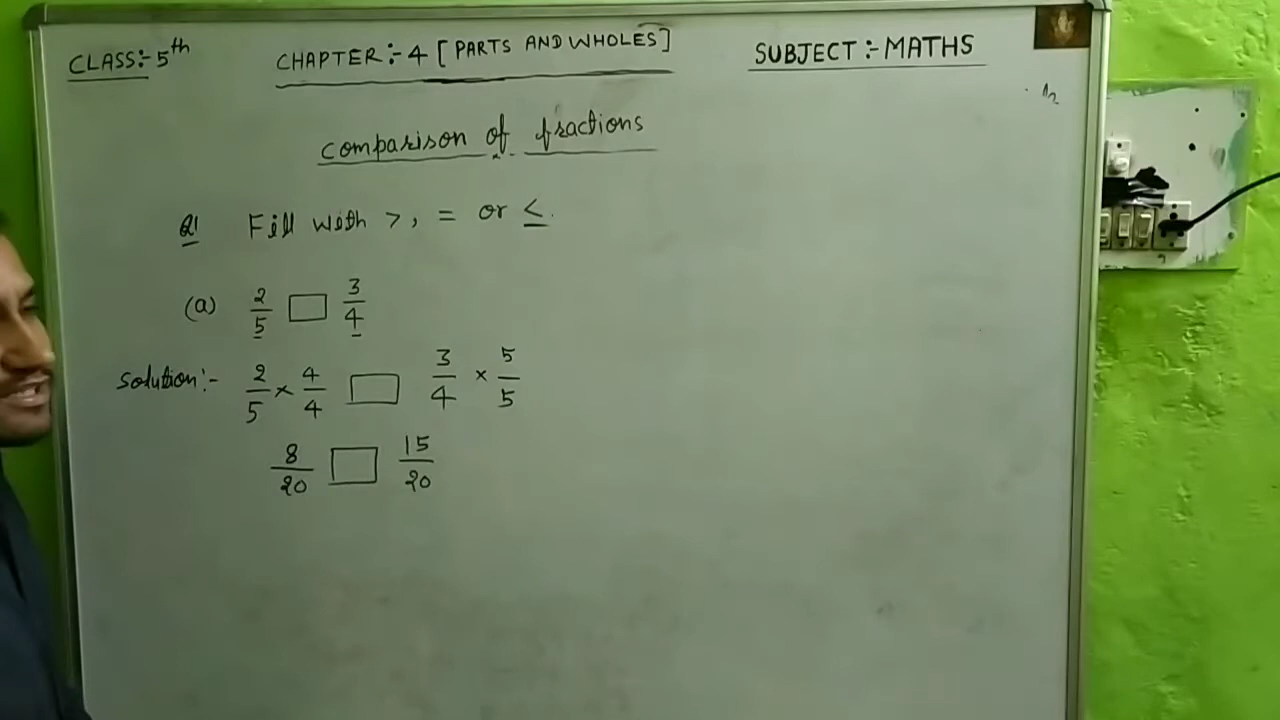 CLASS:- 5th CHAPTER:- 4 [PARTS AND WHOLES] SUBJECT:- MATHS
Comparison of fractions
Q1 Fill with >, = or <.
(a) 2/5 □ 3/4
Solution:- 2/5 × 4/4 □ 3/4 × 5/5
8/20 □ 15/20